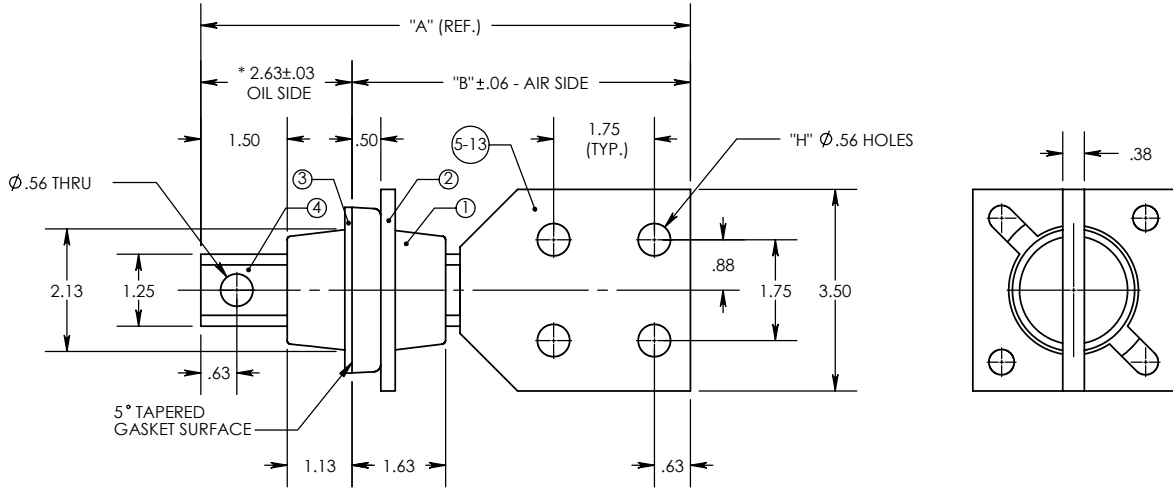 "A" (REF.)
* 2.63±.03
OIL SIDE
"B"±.06 - AIR SIDE
1.50
.50
1.75
(TYP.)
"H" Ø.56 HOLES
.38
5-13
Ø.56 THRU
3
2
4
1
2.13
1.25
.88
1.75
3.50
.63
5° TAPERED
GASKET SURFACE
1.13
1.63
.63